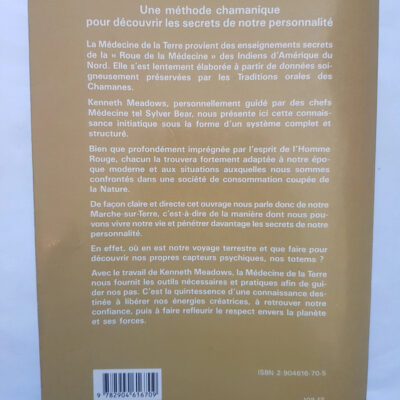 Une méthode chamanique
pour découvrir les secrets de notre personnalité
La Médecine de la Terre provient des enseignements secrets
de la « Roue de la Médecine » des Indiens d'Amérique du
Nord. Elle s'est lentement élaborée à partir de données soi-
gneusement préservées par les Traditions orales des
Chamanes.
Kenneth Meadows, personnellement guidé par des chefs
Médecine tel Sylver Bear, nous présente ici cette connais-
sance initiatique sous la forme d'un système complet et
structuré.
Bien que profondément imprégnée par l'esprit de l'Homme
Rouge, chacun la trouvera fortement adaptée à notre épo-
que moderne et aux situations auxquelles nous sommes
confrontés dans une société de consommation coupée de
la Nature.
De façon claire et directe cet ouvrage nous parle donc de notre
Marche-sur-Terre, c'est-à-dire de la manière dont nous pou-
vons vivre notre vie et pénétrer davantage les secrets de notre
personnalité.
En effet, où en est notre voyage terrestre et que faire pour
découvrir nos propres capteurs psychiques, nos totems ?
Avec le travail de Kenneth Meadows, la Médecine de la Terre
nous fournit les outils nécessaires et pratiques afin de gui-
der nos pas. C'est la quintessence d'une connaissance des-
tinée à libérer nos énergies créatrices, à retrouver notre
confiance, puis à faire refleurir le respect envers la planète
et ses forces.
ISBN 2-904616-70-5
9 782904 616709